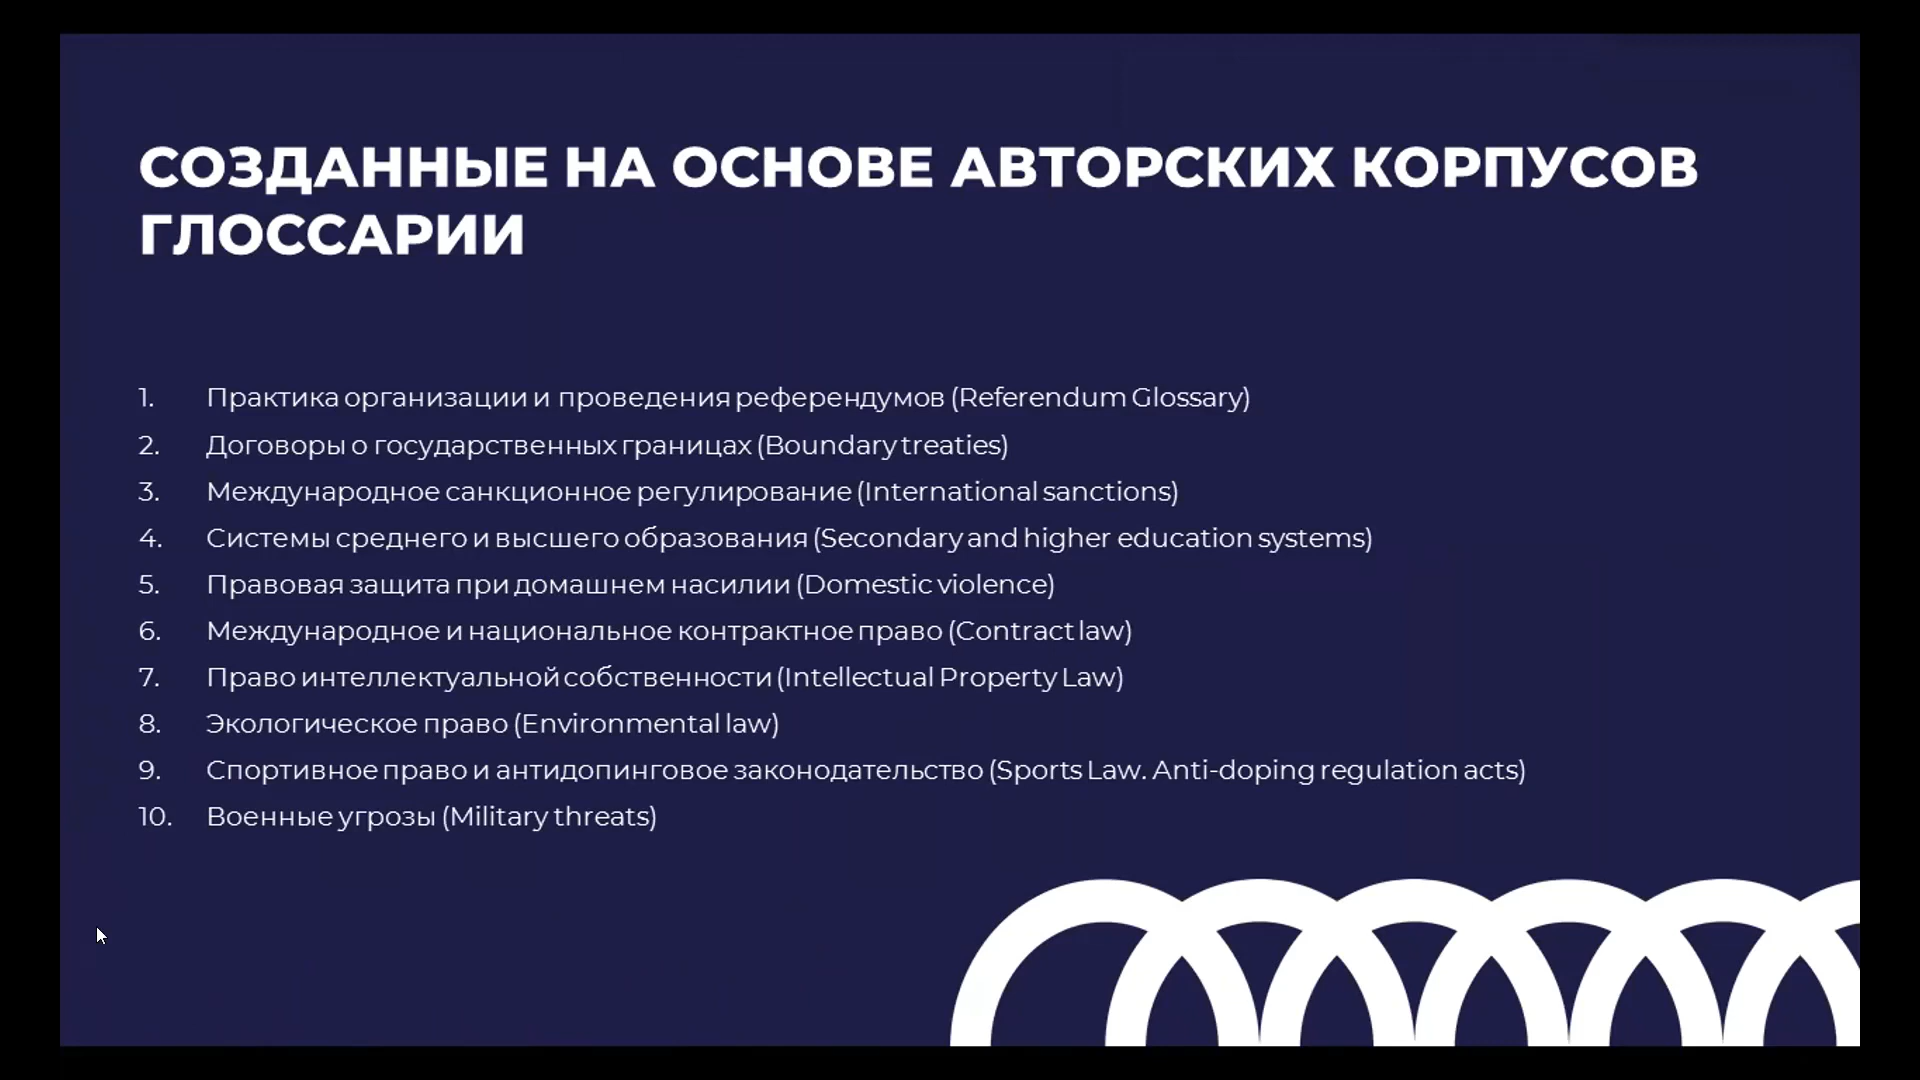 СОЗДАННЫЕ НА ОСНОВЕ АВТОРСКИХ КОРПУСОВ
ГЛОССАРИИ
1. Практика организации и проведения референдумов (Referendum Glossary)
2. Договоры о государственных границах (Boundary treaties)
3. Международное санкционное регулирование (International sanctions)
4. Системы среднего и высшего образования (Secondary and higher education systems)
5. Правовая защита при домашнем насилии (Domestic violence)
6. Международное и национальное контрактное право (Contract law)
7. Право интеллектуальной собственности (Intellectual Property Law)
8. Экологическое право (Environmental law)
9. Спортивное право и антидопинговое законодательство (Sports Law. Anti-doping regulation acts)
10. Военные угрозы (Military threats)